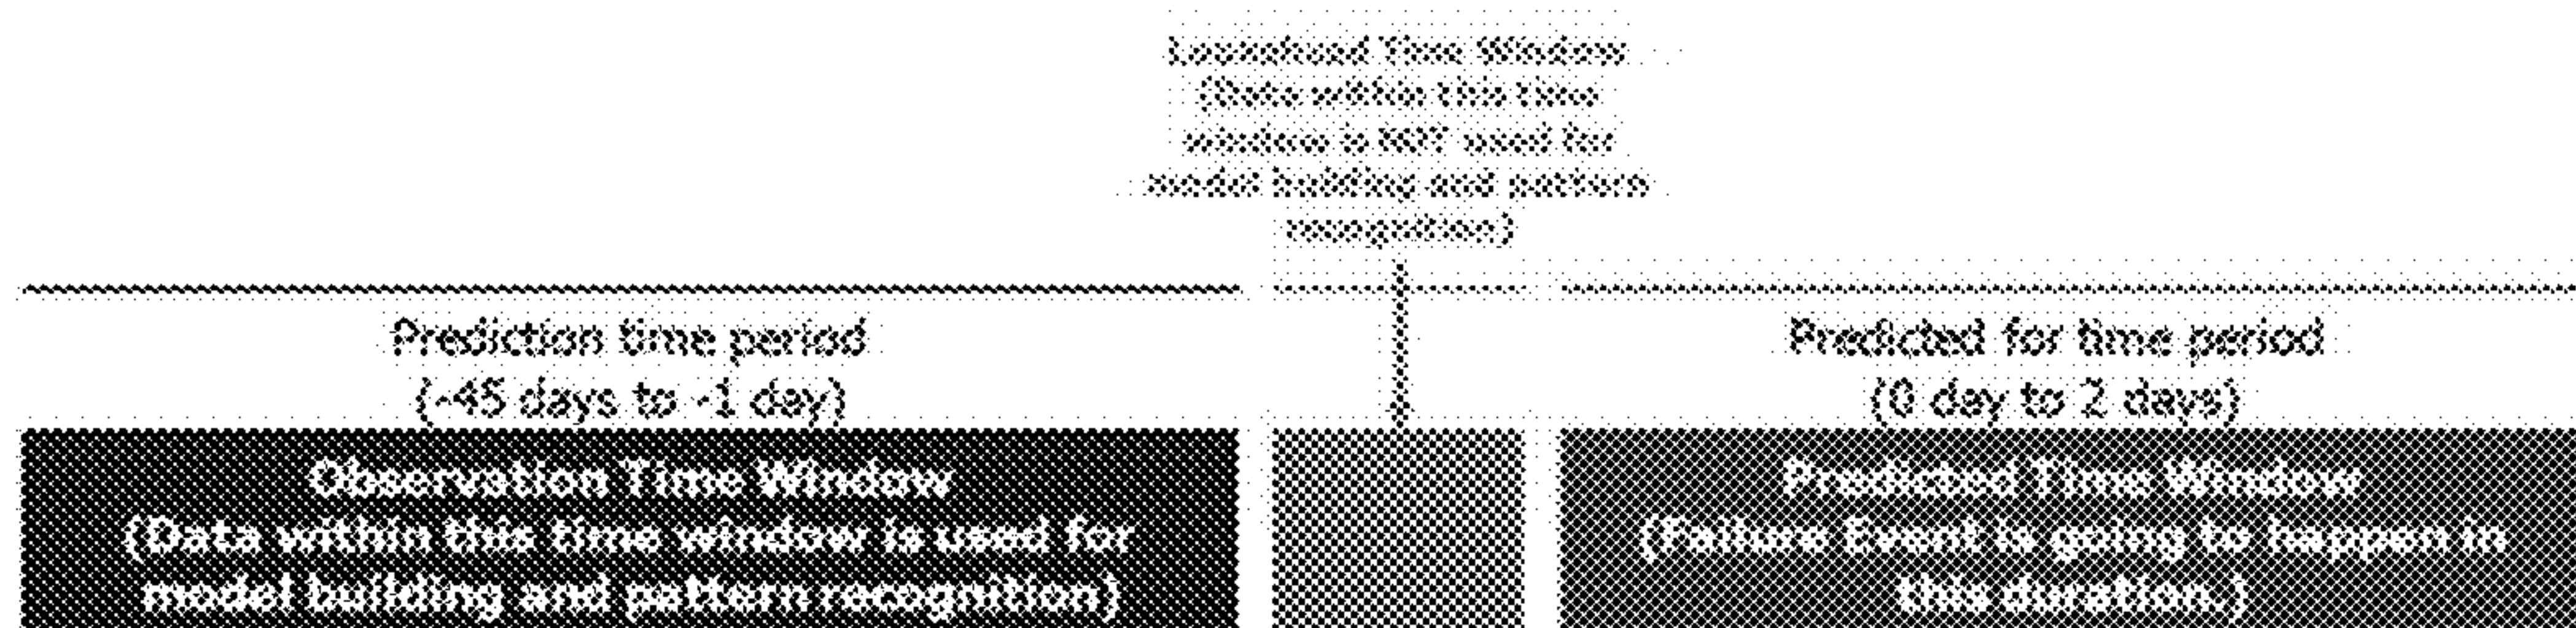 Lookahead Time Window
(Data within this time
window is NOT used for
model building and pattern
recognition)
Prediction time period
(-45 days to -1 day)
Predicted for time period
(0 day to 2 days)
Observation Time Window
(Data within this time window is used for
model building and pattern recognition)
Predicted Time Window
(Failure Event is going to happen in
this duration.)